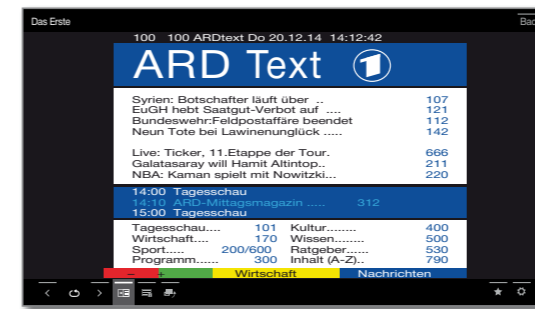 Das Erste Bac
100 100 ARDtext Do 20.12.14 14:12:42
ARD Text 1
Syrien: Botschafter läuft über .. 107
EuGH hebt Saatgut-Verbot auf .... 121
Bundeswehr:Feldpostaffäre beendet 112
Neun Tote bei Lawinenunglück ..... 142
Live: Ticker, 11.Etappe der Tour. 666
Galatasaray will Hamit Altintop.. 211
NBA: Kaman spielt mit Nowitzki... 220
14:00 Tagesschau
14:10 ARD-Mittagsmagazin ..... 312
15:00 Tagesschau
Tagesschau.... 101 Kultur........ 400
Wirtschaft.... 170 Wissen........ 500
Sport..... 200/600 Ratgeber...... 530
Programm...... 300 Inhalt (A-Z).. 790
- + Wirtschaft Nachrichten